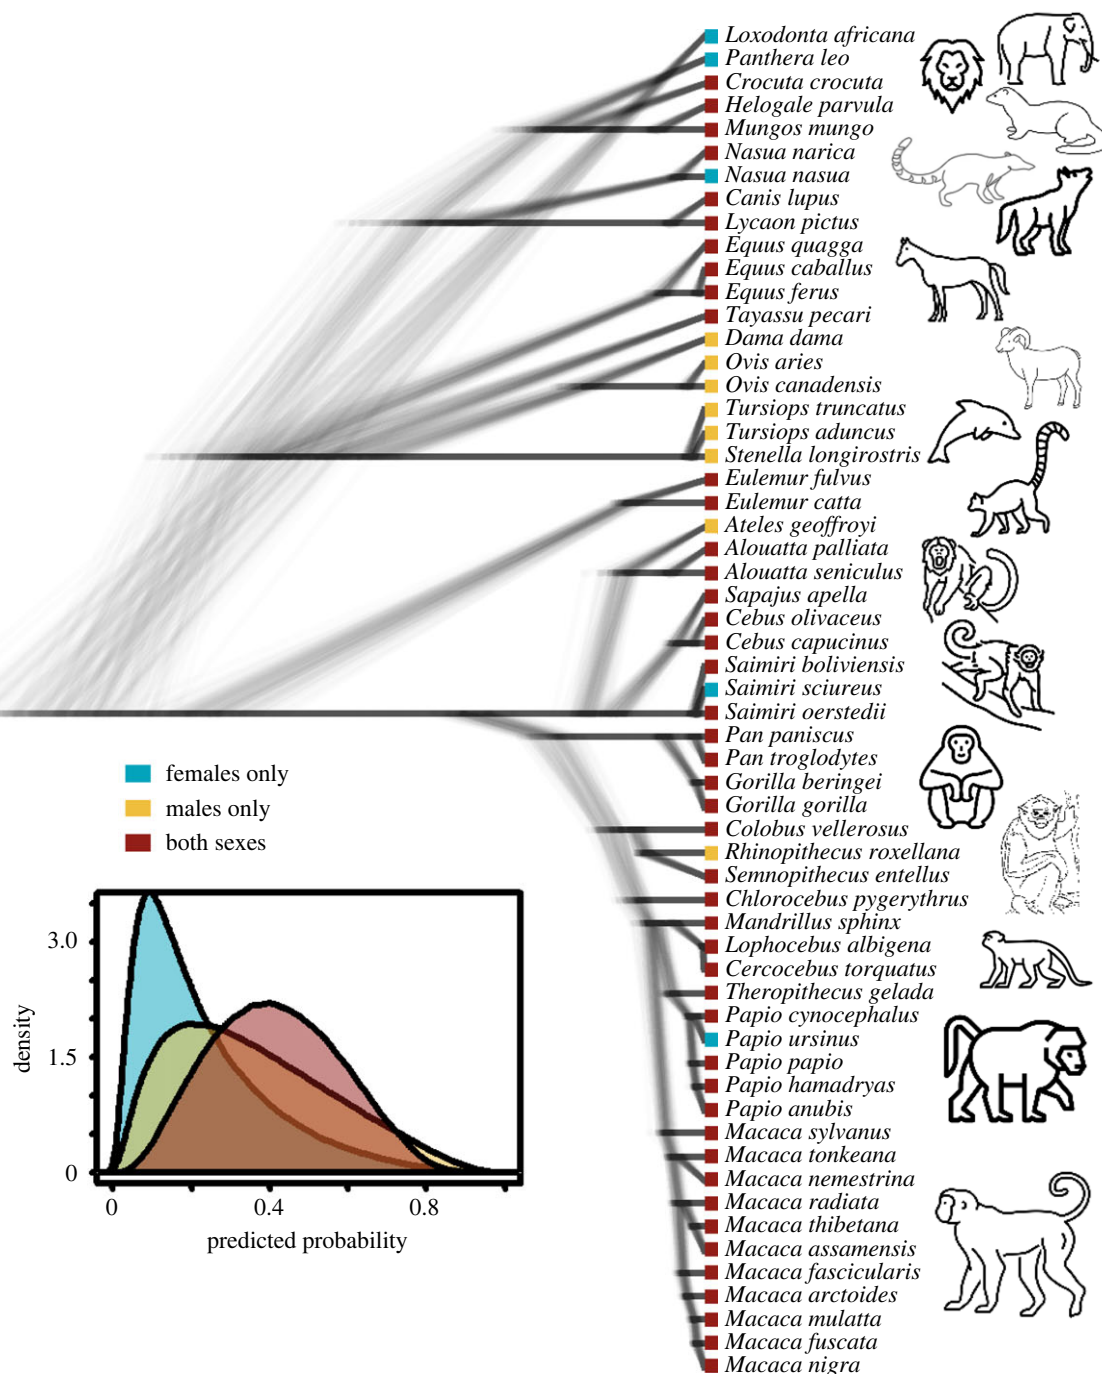 Loxodonta africana
Panthera leo
Crocuta crocuta
Helogale parvula
Mungos mungo
Nasua narica
Nasua nasua
Canis lupus
Lycaon pictus
Equus quagga
Equus caballus
Equus ferus
Tayassu pecari
Dama dama
Ovis aries
Ovis canadensis
Tursiops truncatus
Tursiops aduncus
Stenella longirostris
Eulemur fulvus
Eulemur catta
Ateles geoffroyi
Alouatta palliata
Alouatta seniculus
Sapajus apella
Cebus olivaceus
Cebus capucinus
Saimiri boliviensis
Saimiri sciureus
Saimiri oerstedii
Pan paniscus
Pan troglodytes
Gorilla beringei
Gorilla gorilla
Colobus vellerosus
Rhinopithecus roxellana
Semnopithecus entellus
Chlorocebus pygerythrus
Mandrillus sphinx
Lophocebus albigena
Cercocebus torquatus
Theropithecus gelada
Papio cynocephalus
Papio ursinus
Papio papio
Papio hamadryas
Papio anubis
Macaca sylvanus
Macaca tonkeana
Macaca nemestrina
Macaca radiata
Macaca thibetana
Macaca assamensis
Macaca fascicularis
Macaca arctoides
Macaca mulatta
Macaca fuscata
Macaca nigra
females only
males only
both sexes
3.0
1.5
0
density
0 0.4 0.8
predicted probability